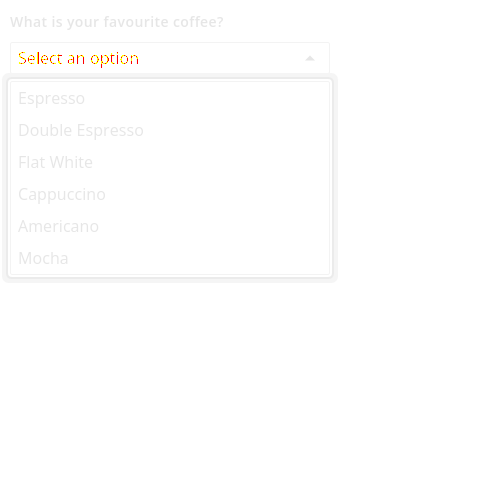 What is your favourite coffee?
Select an option
Espresso
Double Espresso
Flat White
Cappuccino
Americano
Mocha